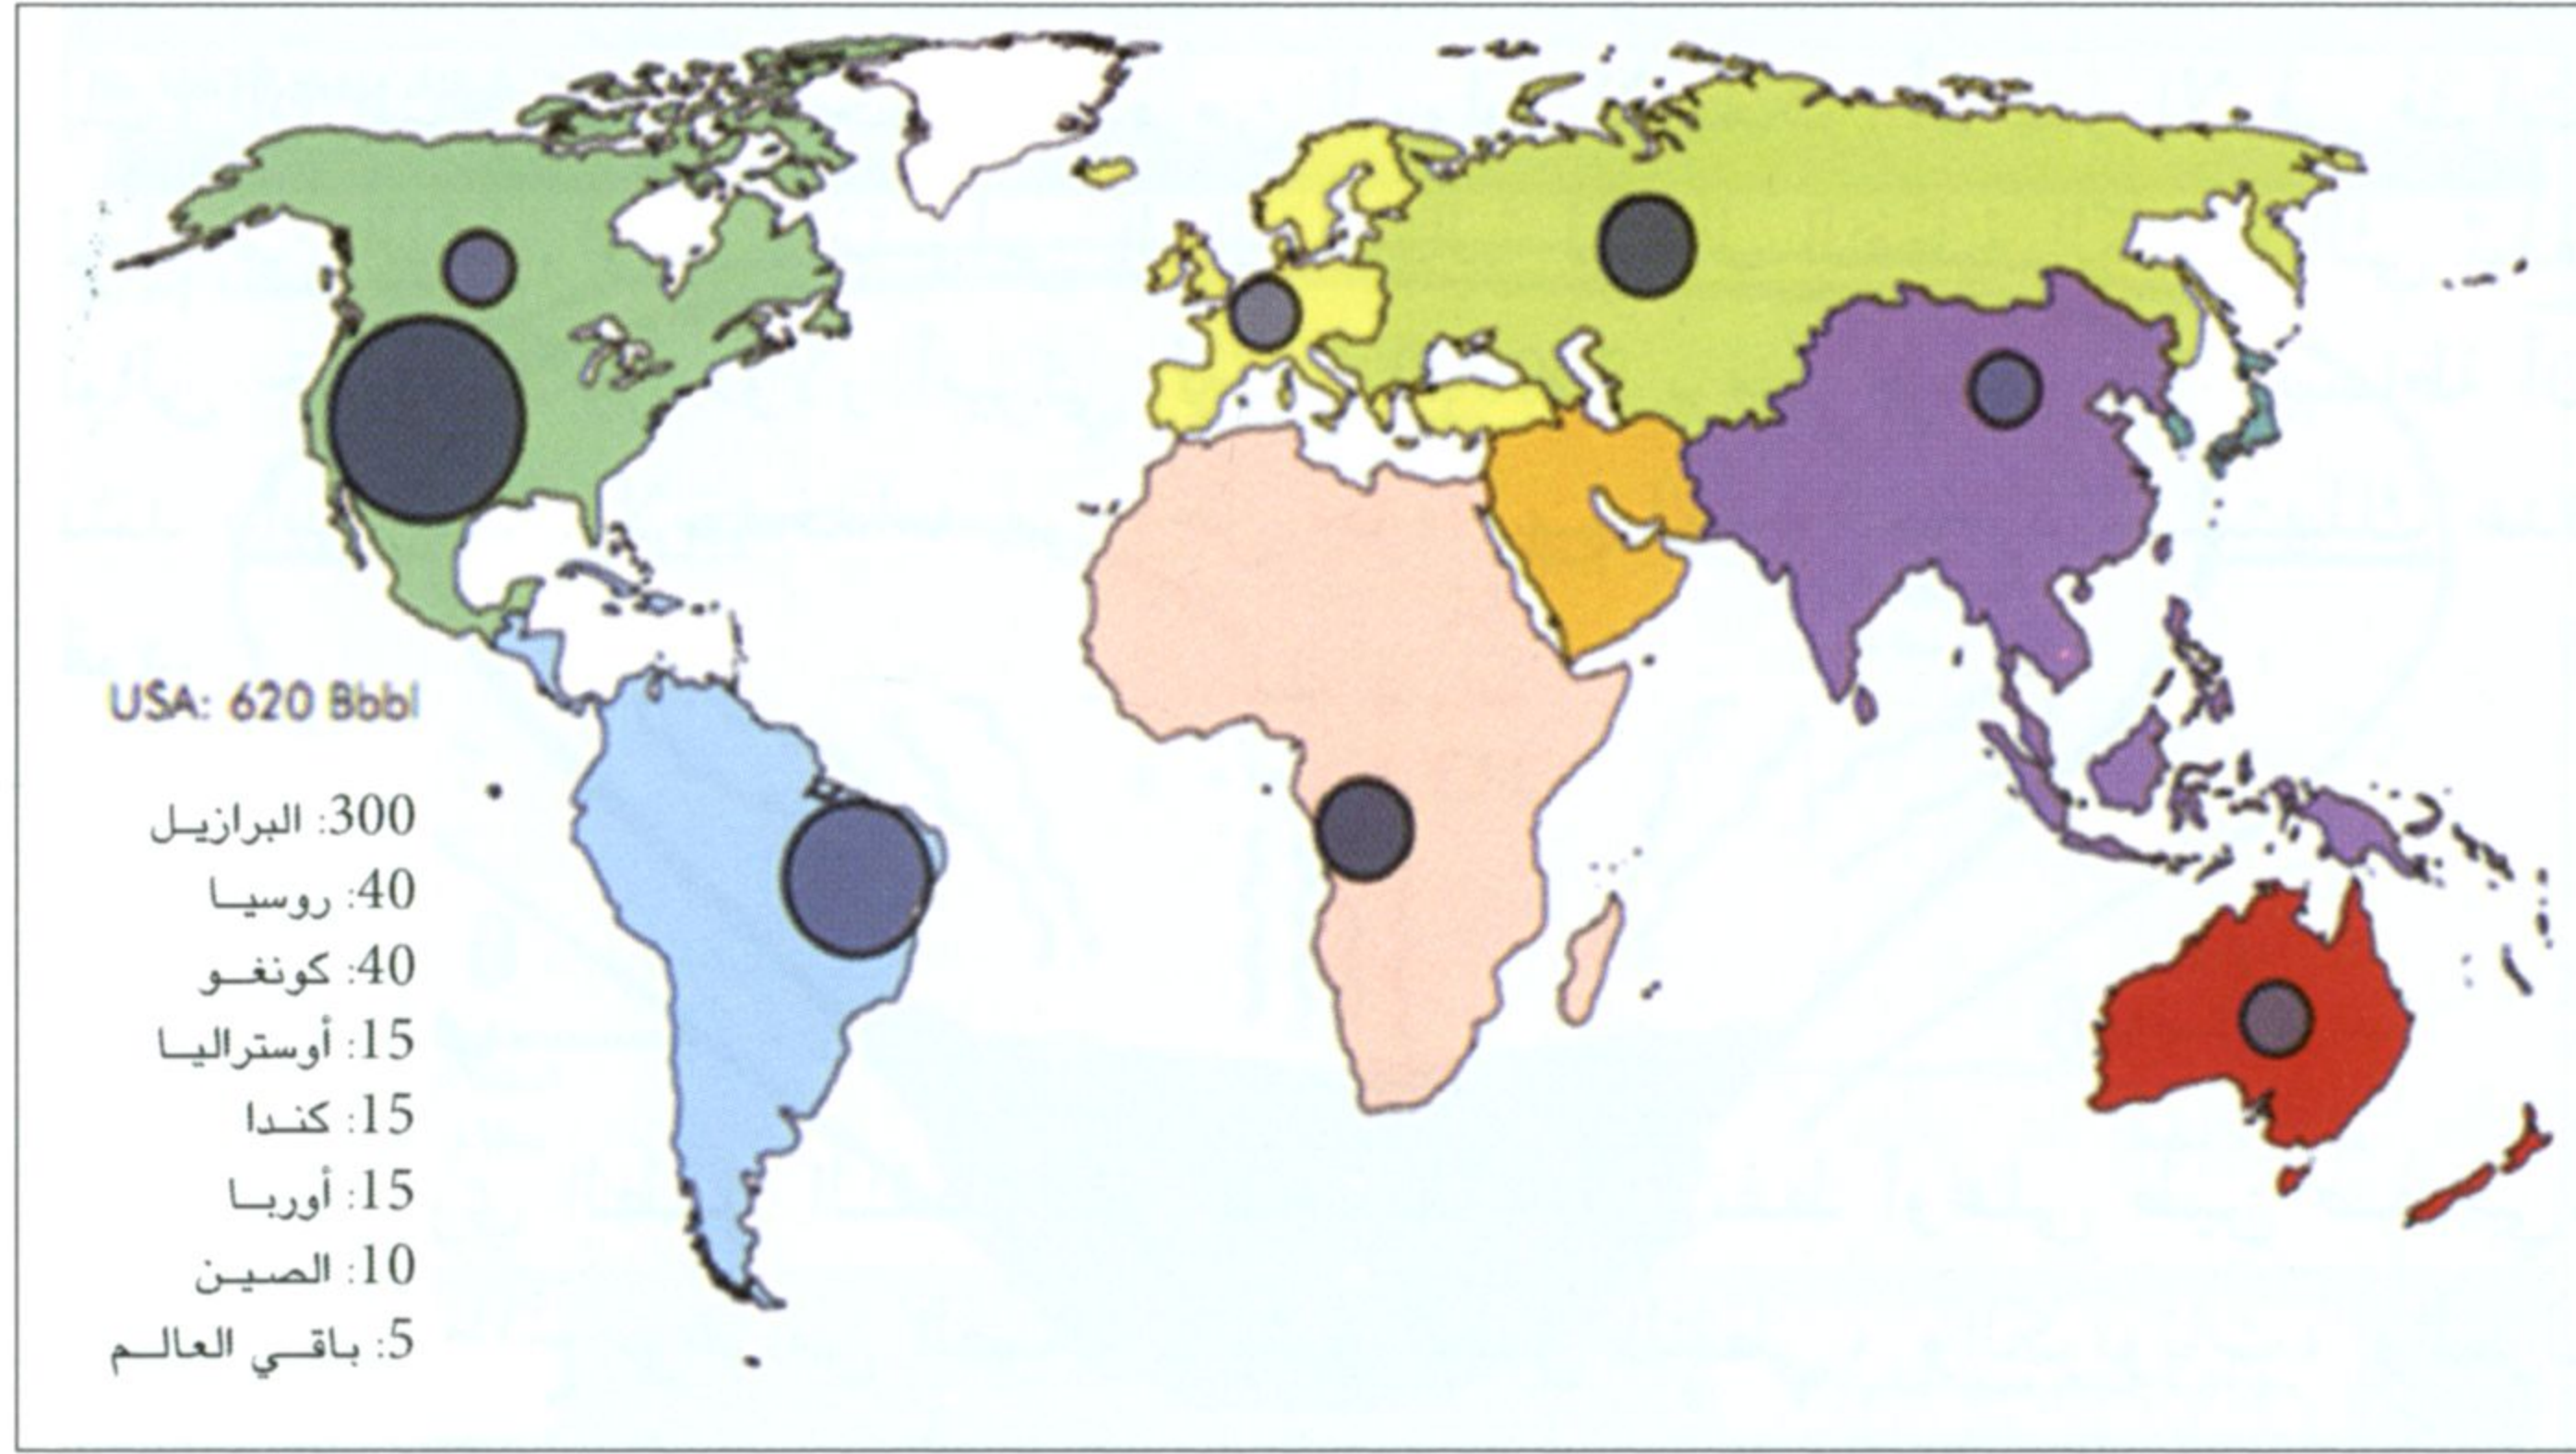 USA: 620 Bbbl
300: البرازيل
40: روسيا
40: كونغو
15: أوستراليا
15: كندا
15: أوربا
10: الصين
5: باقي العالم